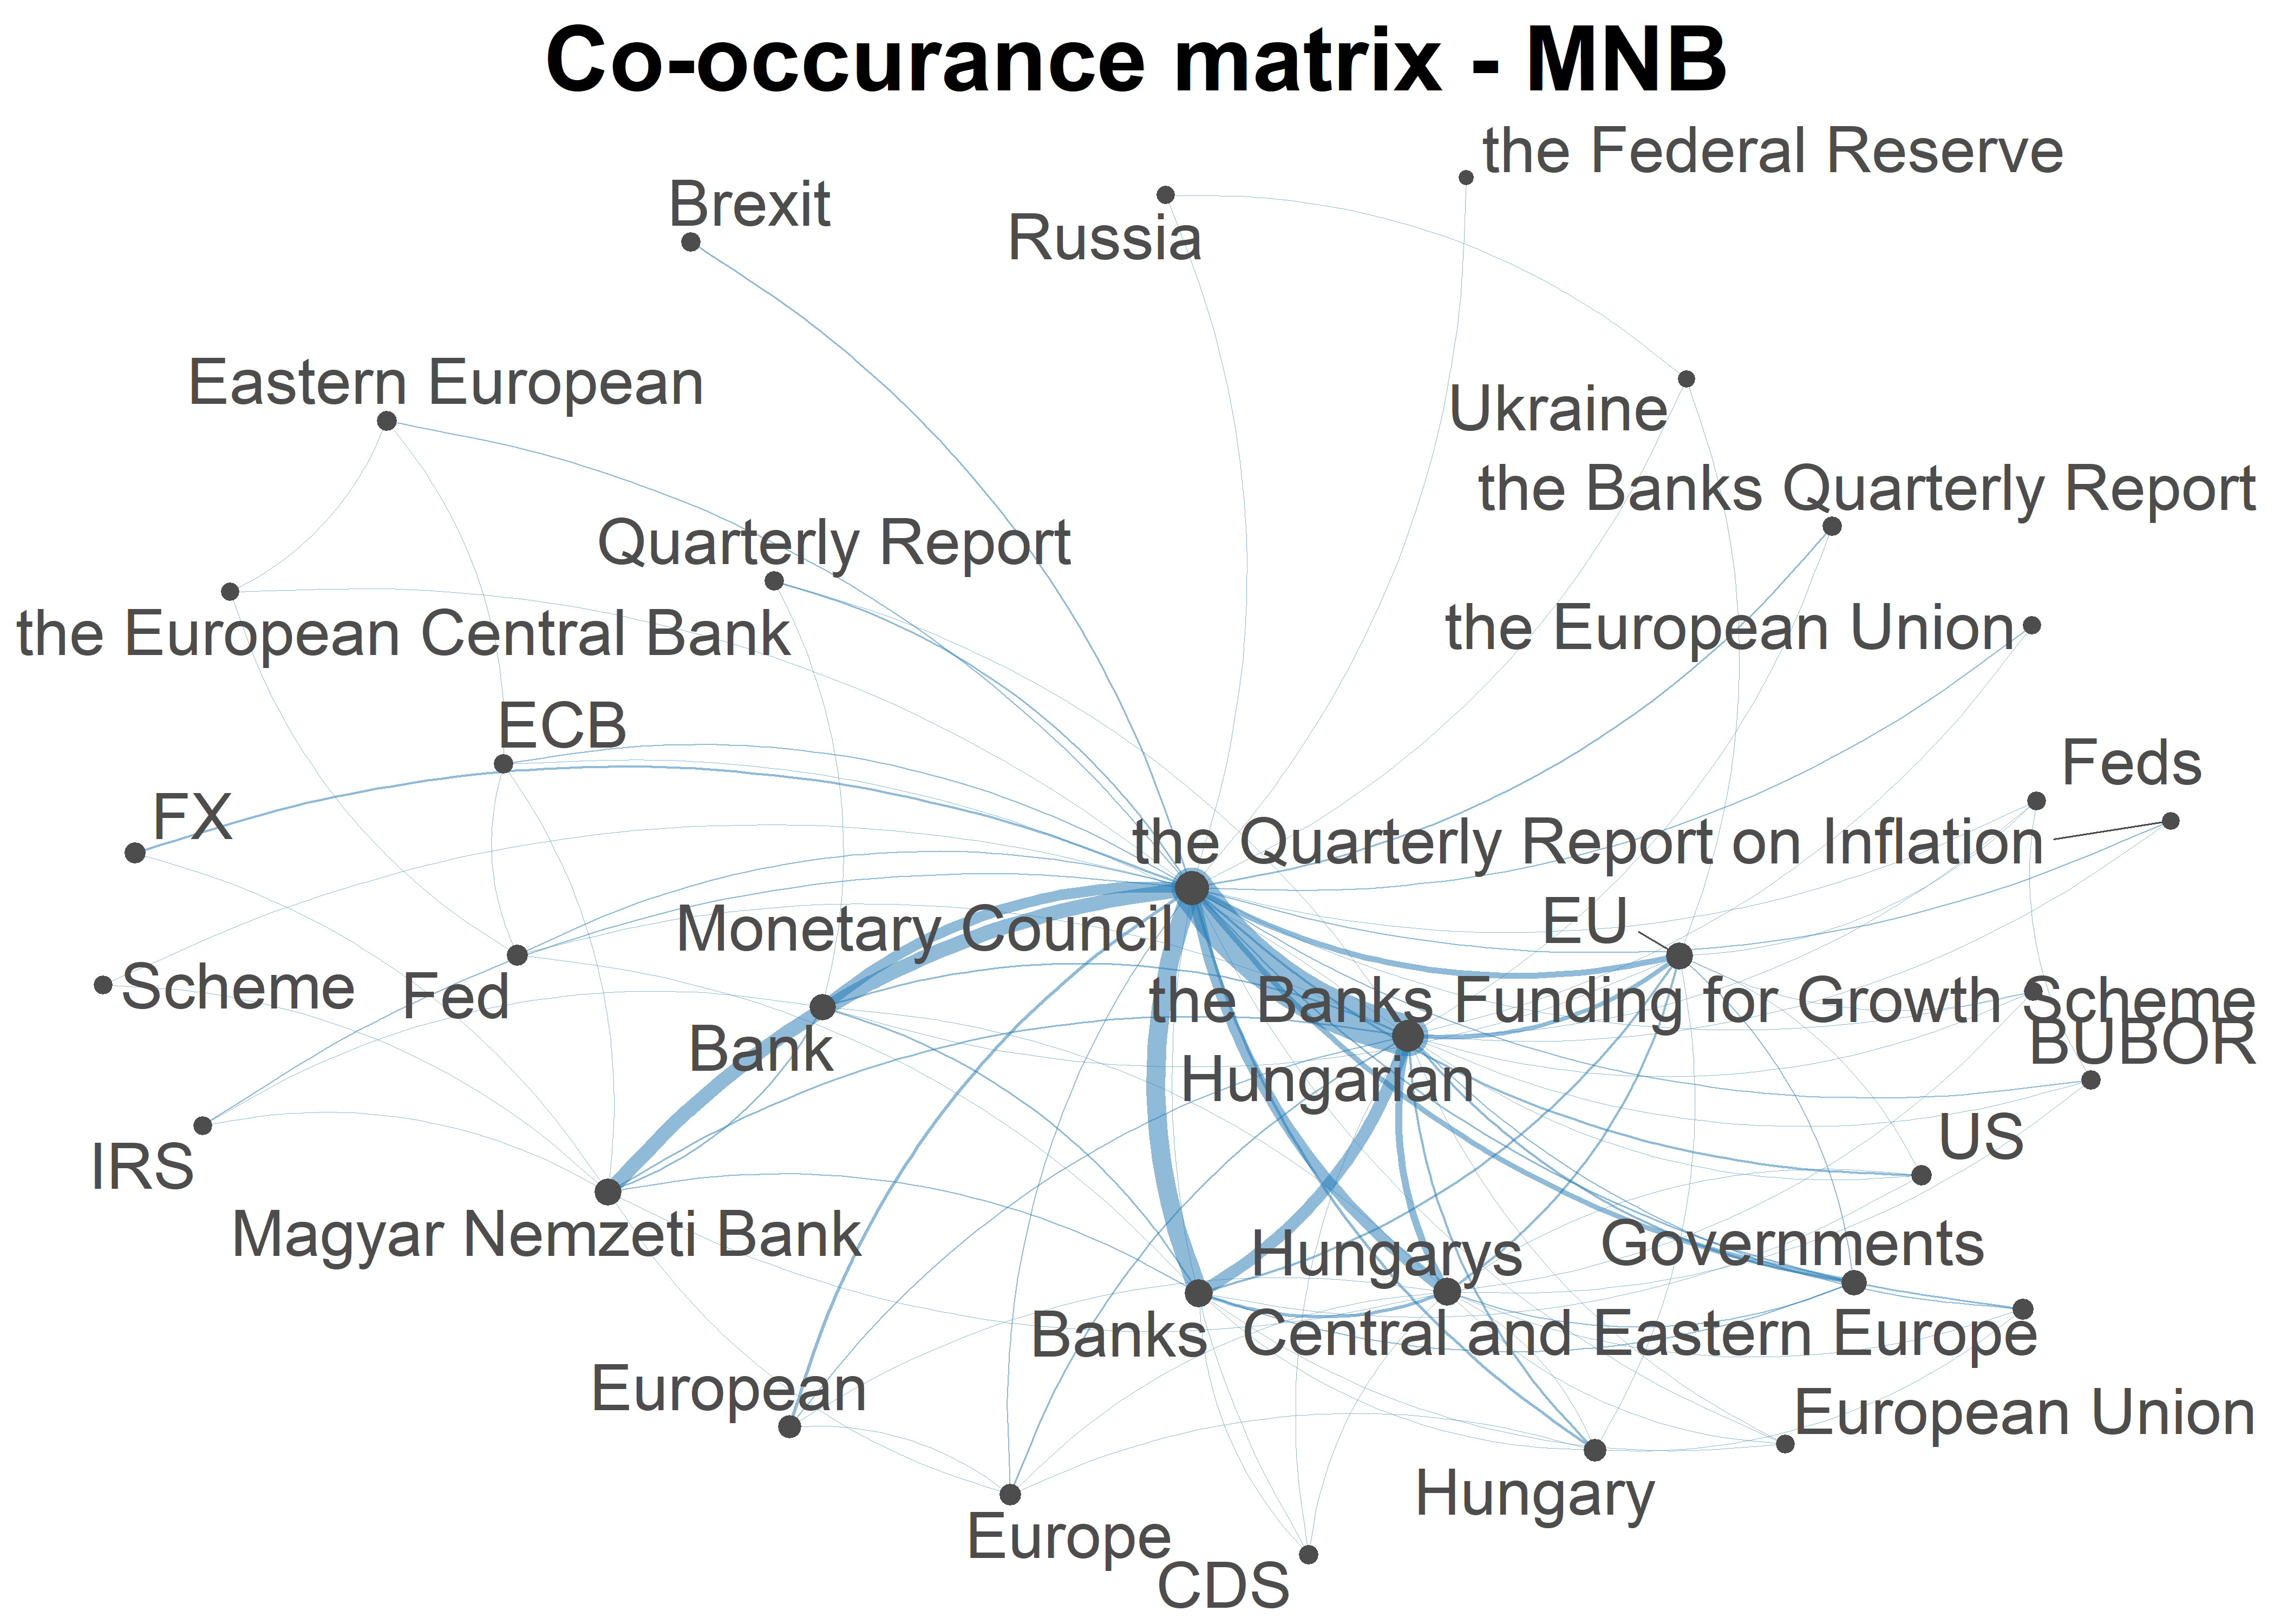 Co-occurance matrix - MNB
the Federal Reserve
Brexit
Russia
Eastern European
Ukraine
the Banks Quarterly Report
Quarterly Report
the European Union
the European Central Bank
ECB
Feds
FX
the Quarterly Report on Inflation
EU
Monetary Council
Scheme
Fed
the Banks Funding for Growth Scheme
BUBOR
Bank
Hungarian
US
IRS
Magyar Nemzeti Bank
Governments
Hungarys
Banks
Central and Eastern Europe
European
European Union
Hungary
Europe
CDS